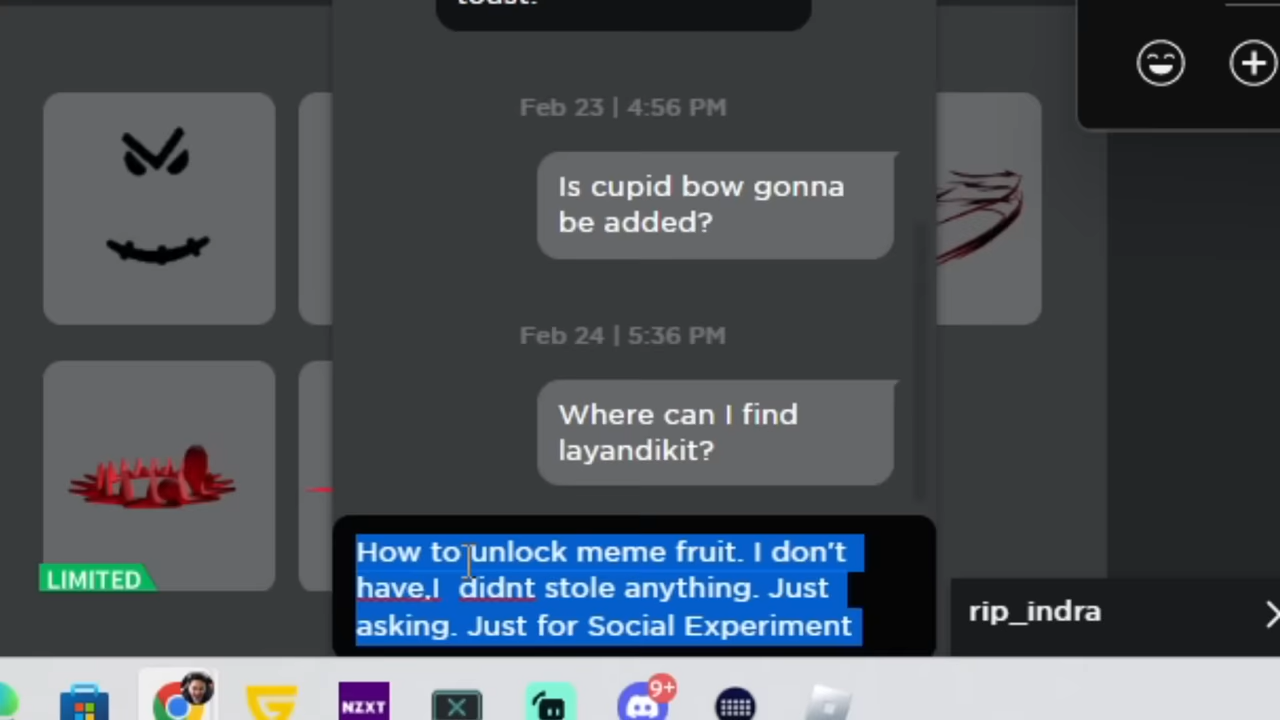 Feb 23 | 4:56 PM
Is cupid bow gonna
be added?
Feb 24 | 5:36 PM
Where can I find
layandikit?
How to unlock meme fruit. I don't
have,I  didnt stole anything. Just
asking. Just for Social Experiment
LIMITED
rip_indra
NZXT
9+